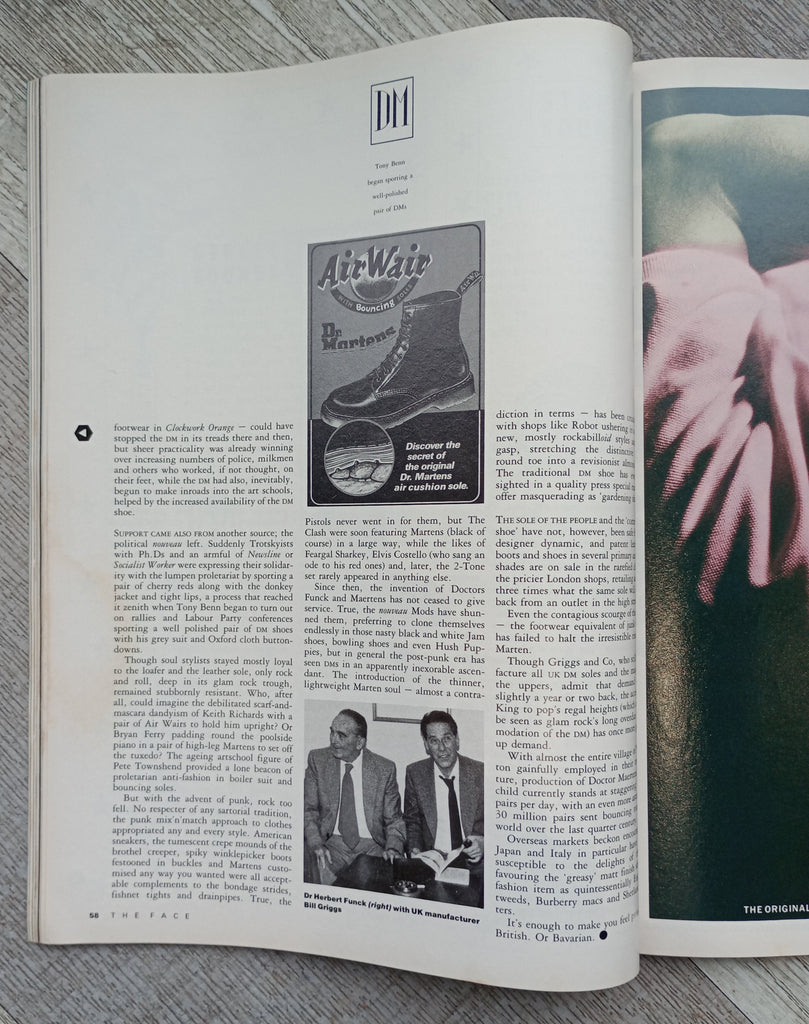 DM
Tony Benn
began sporting a
well-polished
pair of DMs
footwear in Clockwork Orange — could have
stopped the DM in its treads there and then,
but sheer practicality was already winning
over increasing numbers of police, milkmen
and others who worked, if not thought, on
their feet, while the DM had also, inevitably,
begun to make inroads into the art schools,
helped by the increased availability of the DM
shoe.
SUPPORT CAME ALSO FROM another source; the
political nouveau left. Suddenly Trotskyists
with Ph.Ds and an armful of Newsline or
Socialist Worker were expressing their solidar-
ity with the lumpen proletariat by sporting a
pair of cherry reds along with the donkey
jacket and tight lips, a process that reached
it zenith when Tony Benn began to turn out
on rallies and Labour Party conferences
sporting a well polished pair of DM shoes
with his grey suit and Oxford cloth button-
downs.
Though soul stylists stayed mostly loyal
to the loafer and the leather sole, only rock
and roll, deep in its glam rock trough,
remained stubbornly resistant. Who, after
all, could imagine the debilitated scarf-and-
mascara dandyism of Keith Richards with a
pair of Air Wairs to hold him upright? Or
Bryan Ferry padding round the poolside
piano in a pair of high-leg Martens to set off
the tuxedo? The ageing artschool figure of
Pete Townshend provided a lone beacon of
proletarian anti-fashion in boiler suit and
bouncing soles.
But with the advent of punk, rock too
fell. No respecter of any sartorial tradition,
the punk mix'n'match approach to clothes
appropriated any and every style. American
sneakers, the tumescent crepe mounds of the
brothel creeper, spiky winklepicker boots
festooned in buckles and Martens custo-
mised any way you wanted were all accept-
able complements to the bondage strides,
fishnet tights and drainpipes. True, the
58 THE FACE
AirWair
WITH Bouncing SOLES
AirWair
Dr
Martens
Discover the
secret of
the original
Dr. Martens
air cushion sole.
Pistols never went in for them, but The
Clash were soon featuring Martens (black of
course) in a large way, while the likes of
Feargal Sharkey, Elvis Costello (who sang an
ode to his red ones) and, later, the 2-Tone
set rarely appeared in anything else.
Since then, the invention of Doctors
Funck and Maertens has not ceased to give
service. True, the nouveau Mods have shun-
ned them, preferring to clone themselves
endlessly in those nasty black and white Jam
shoes, bowling shoes and even Hush Pup-
pies, but in general the post-punk era has
seen DMs in an apparently inexorable ascen-
dant. The introduction of the thinner,
lightweight Marten soul — almost a contra-
Dr Herbert Funck (right) with UK manufacturer
Bill Griggs
diction in terms — has been
with shops like Robot ushering
new, mostly rockabilloid styles
gasp, stretching the distinctive
round toe into a revisionist
The traditional DM shoe has
sighted in a quality press special
offer masquerading as 'gardening
THE SOLE OF THE PEOPLE and the
shoe' have not, however, been
designer dynamic, and patent
boots and shoes in several primary
shades are on sale in the rarefied
the pricier London shops, retailing
three times what the same sole
back from an outlet in the high
Even the contagious scourge of
— the footwear equivalent of
has failed to halt the irresistible
Marten.
Though Griggs and Co, who
facture all UK DM soles and the
the uppers, admit that demand
slightly a year or two back, the
King to pop's regal heights (which
be seen as glam rock's long overdue
modation of the DM) has once more
up demand.
With almost the entire village
ton gainfully employed in their
ture, production of Doctor Maertens
child currently stands at staggering
pairs per day, with an even more
30 million pairs sent bouncing
world over the last quarter century.
Overseas markets beckon
Japan and Italy in particular
susceptible to the delights of
favouring the 'greasy' matt finish
fashion item as quintessentially
tweeds, Burberry macs and
ters.
It's enough to make you feel
British. Or Bavarian.
THE ORIGINAL